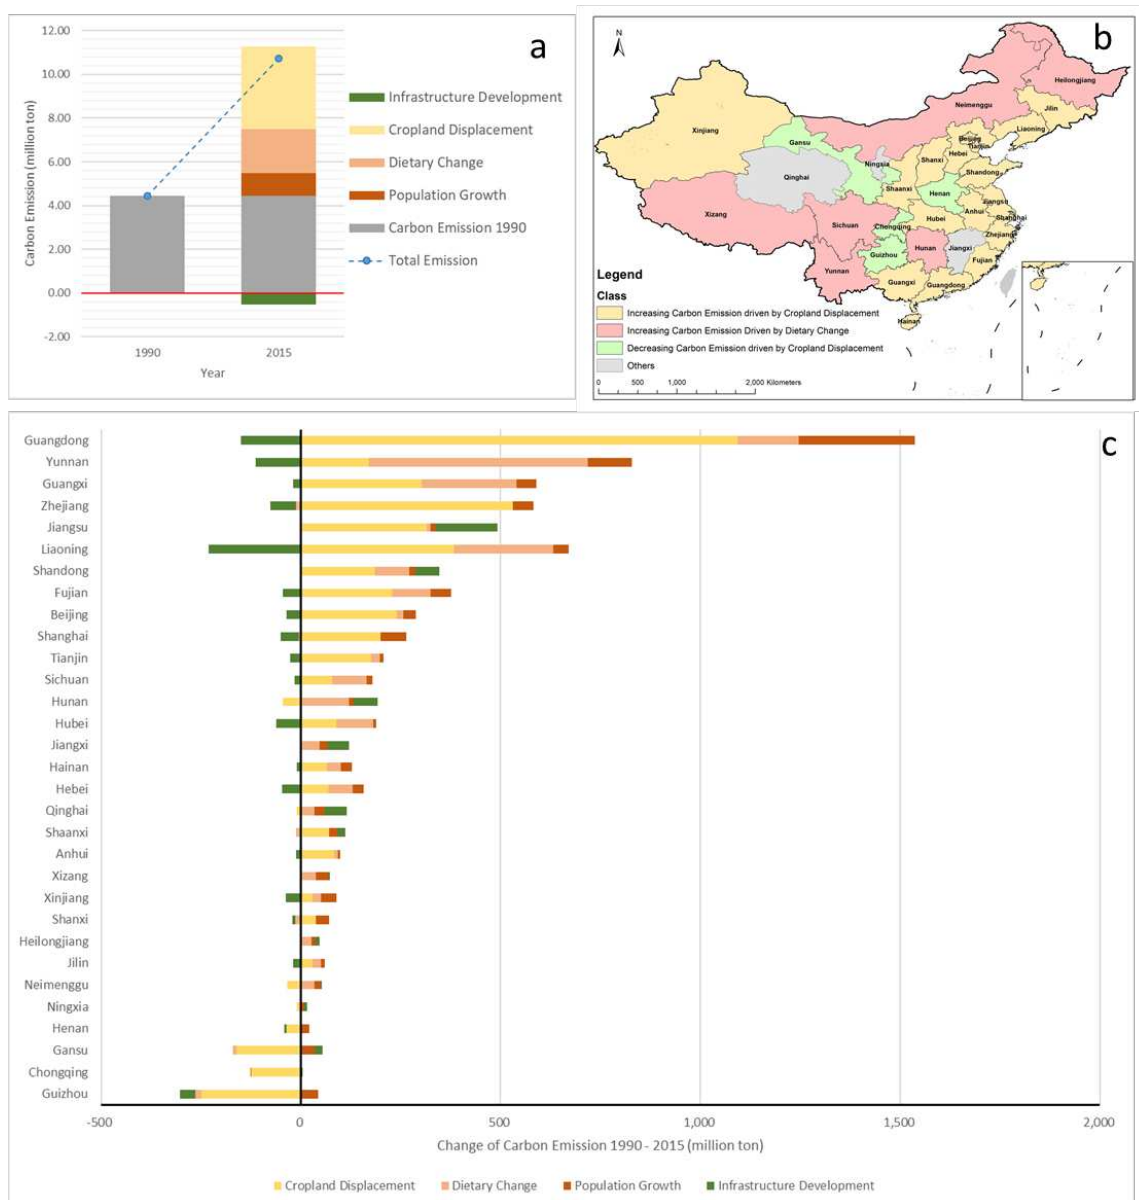 12.00
10.00
8.00
6.00
4.00
2.00
0.00
-2.00
Carbon Emission (million ton)
1990
2015
Year
a
Infrastructure Development
Cropland Displacement
Dietary Change
Population Growth
Carbon Emission 1990
Total Emission
b
N
Heilongjiang
Neimenggu
Jilin
Xinjiang
Liaoning
Gansu
Beijing
Tianjin
Hebei
Ningxia
Shanxi
Shandong
Qinghai
Shaanxi
Henan
Jiangsu
Xizang
Anhui
Shanghai
Sichuan
Hubei
Chongqing
Zhejiang
Hunan
Jiangxi
Guizhou
Fujian
Yunnan
Guangxi
Guangdong
Hainan
Legend
Class
Increasing Carbon Emission driven by Cropland Displacement
Increasing Carbon Emission Driven by Dietary Change
Decreasing Carbon Emission driven by Cropland Displacement
Others
0 500 1,000 2,000 Kilometers
c
Guangdong
Yunnan
Guangxi
Zhejiang
Jiangsu
Liaoning
Shandong
Fujian
Beijing
Shanghai
Tianjin
Sichuan
Hunan
Hubei
Jiangxi
Hainan
Hebei
Qinghai
Shaanxi
Anhui
Xizang
Xinjiang
Shanxi
Heilongjiang
Jilin
Neimenggu
Ningxia
Henan
Gansu
Chongqing
Guizhou
-500 0 500 1,000 1,500 2,000
Change of Carbon Emission 1990 - 2015 (million ton)
Cropland Displacement Dietary Change Population Growth Infrastructure Development